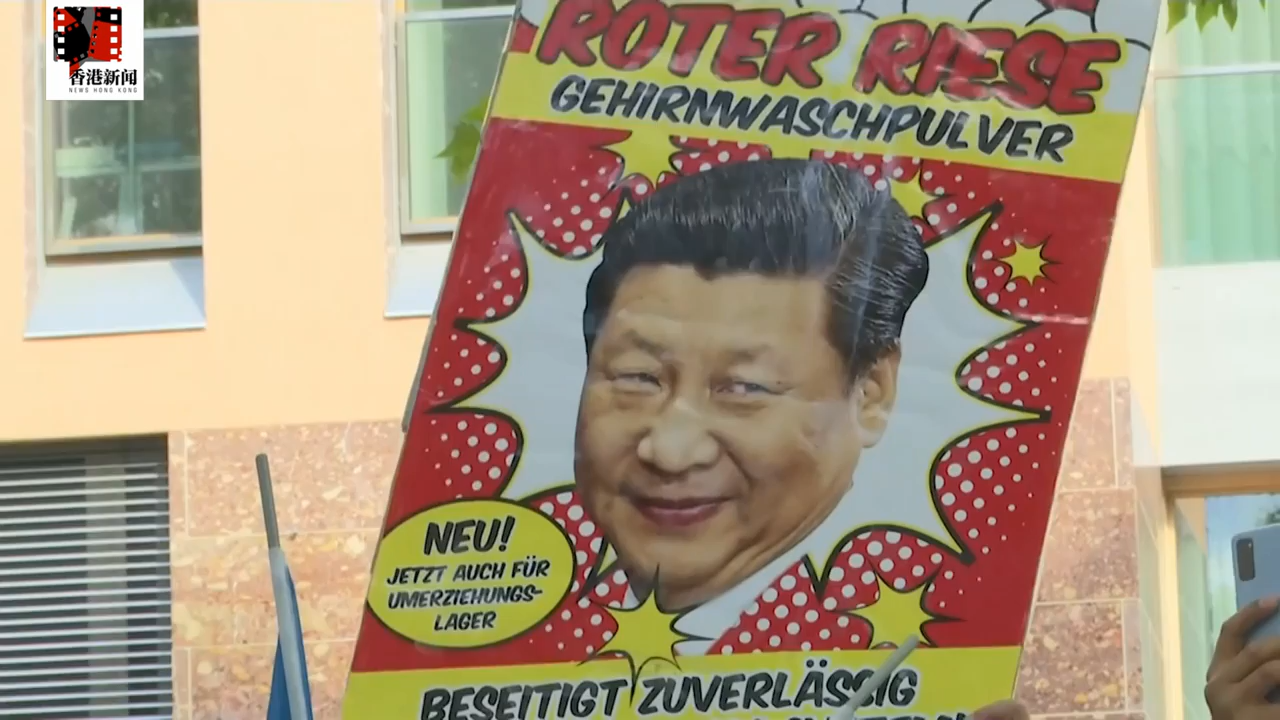 香港新闻
NEWS HONG KONG
ROTER RIESE
GEHIRNWASCHPULVER
NEU!
JETZT AUCH FÜR
UMERZIEHUNGS-
LAGER
BESEITIGT ZUVERLÄSSIG